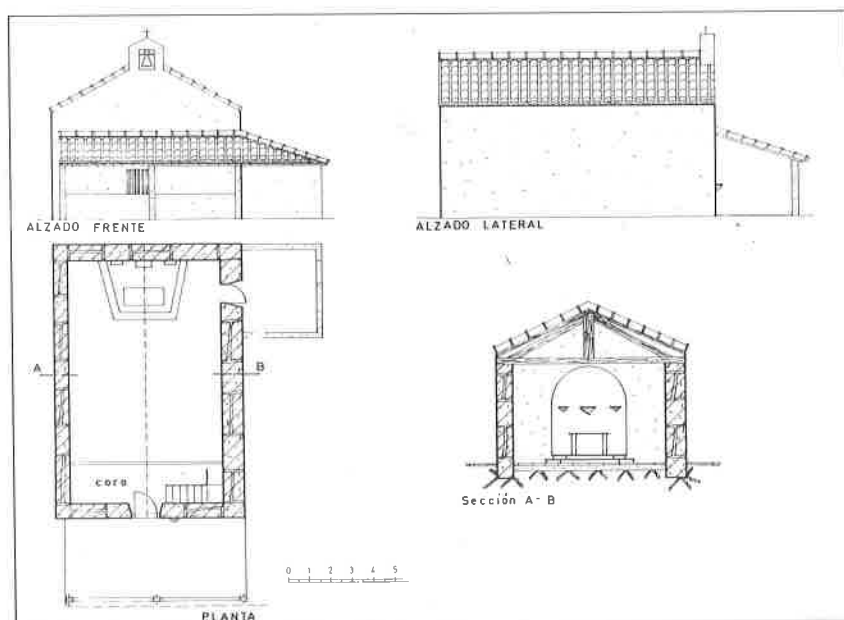 ALZADO FRENTE
ALZADO LATERAL
A
B
coro
Sección A-B
0 1 2 3 4 5
PLANTA